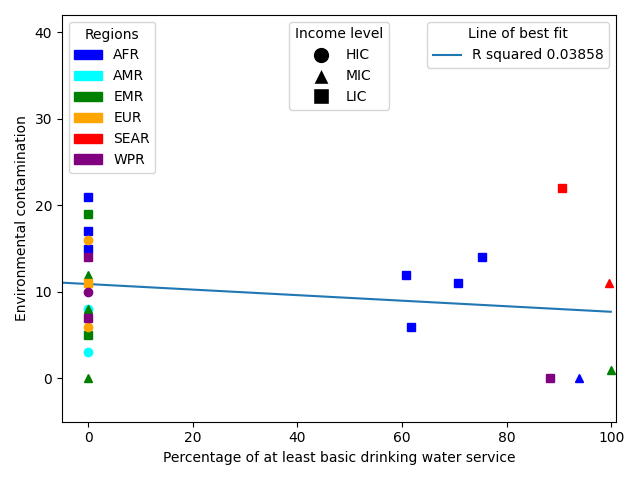 Regions
AFR
AMR
EMR
EUR
SEAR
WPR
Income level
HIC
MIC
LIC
Line of best fit
R squared 0.03858
Environmental contamination
40
30
20
10
0
0 20 40 60 80 100
Percentage of at least basic drinking water service